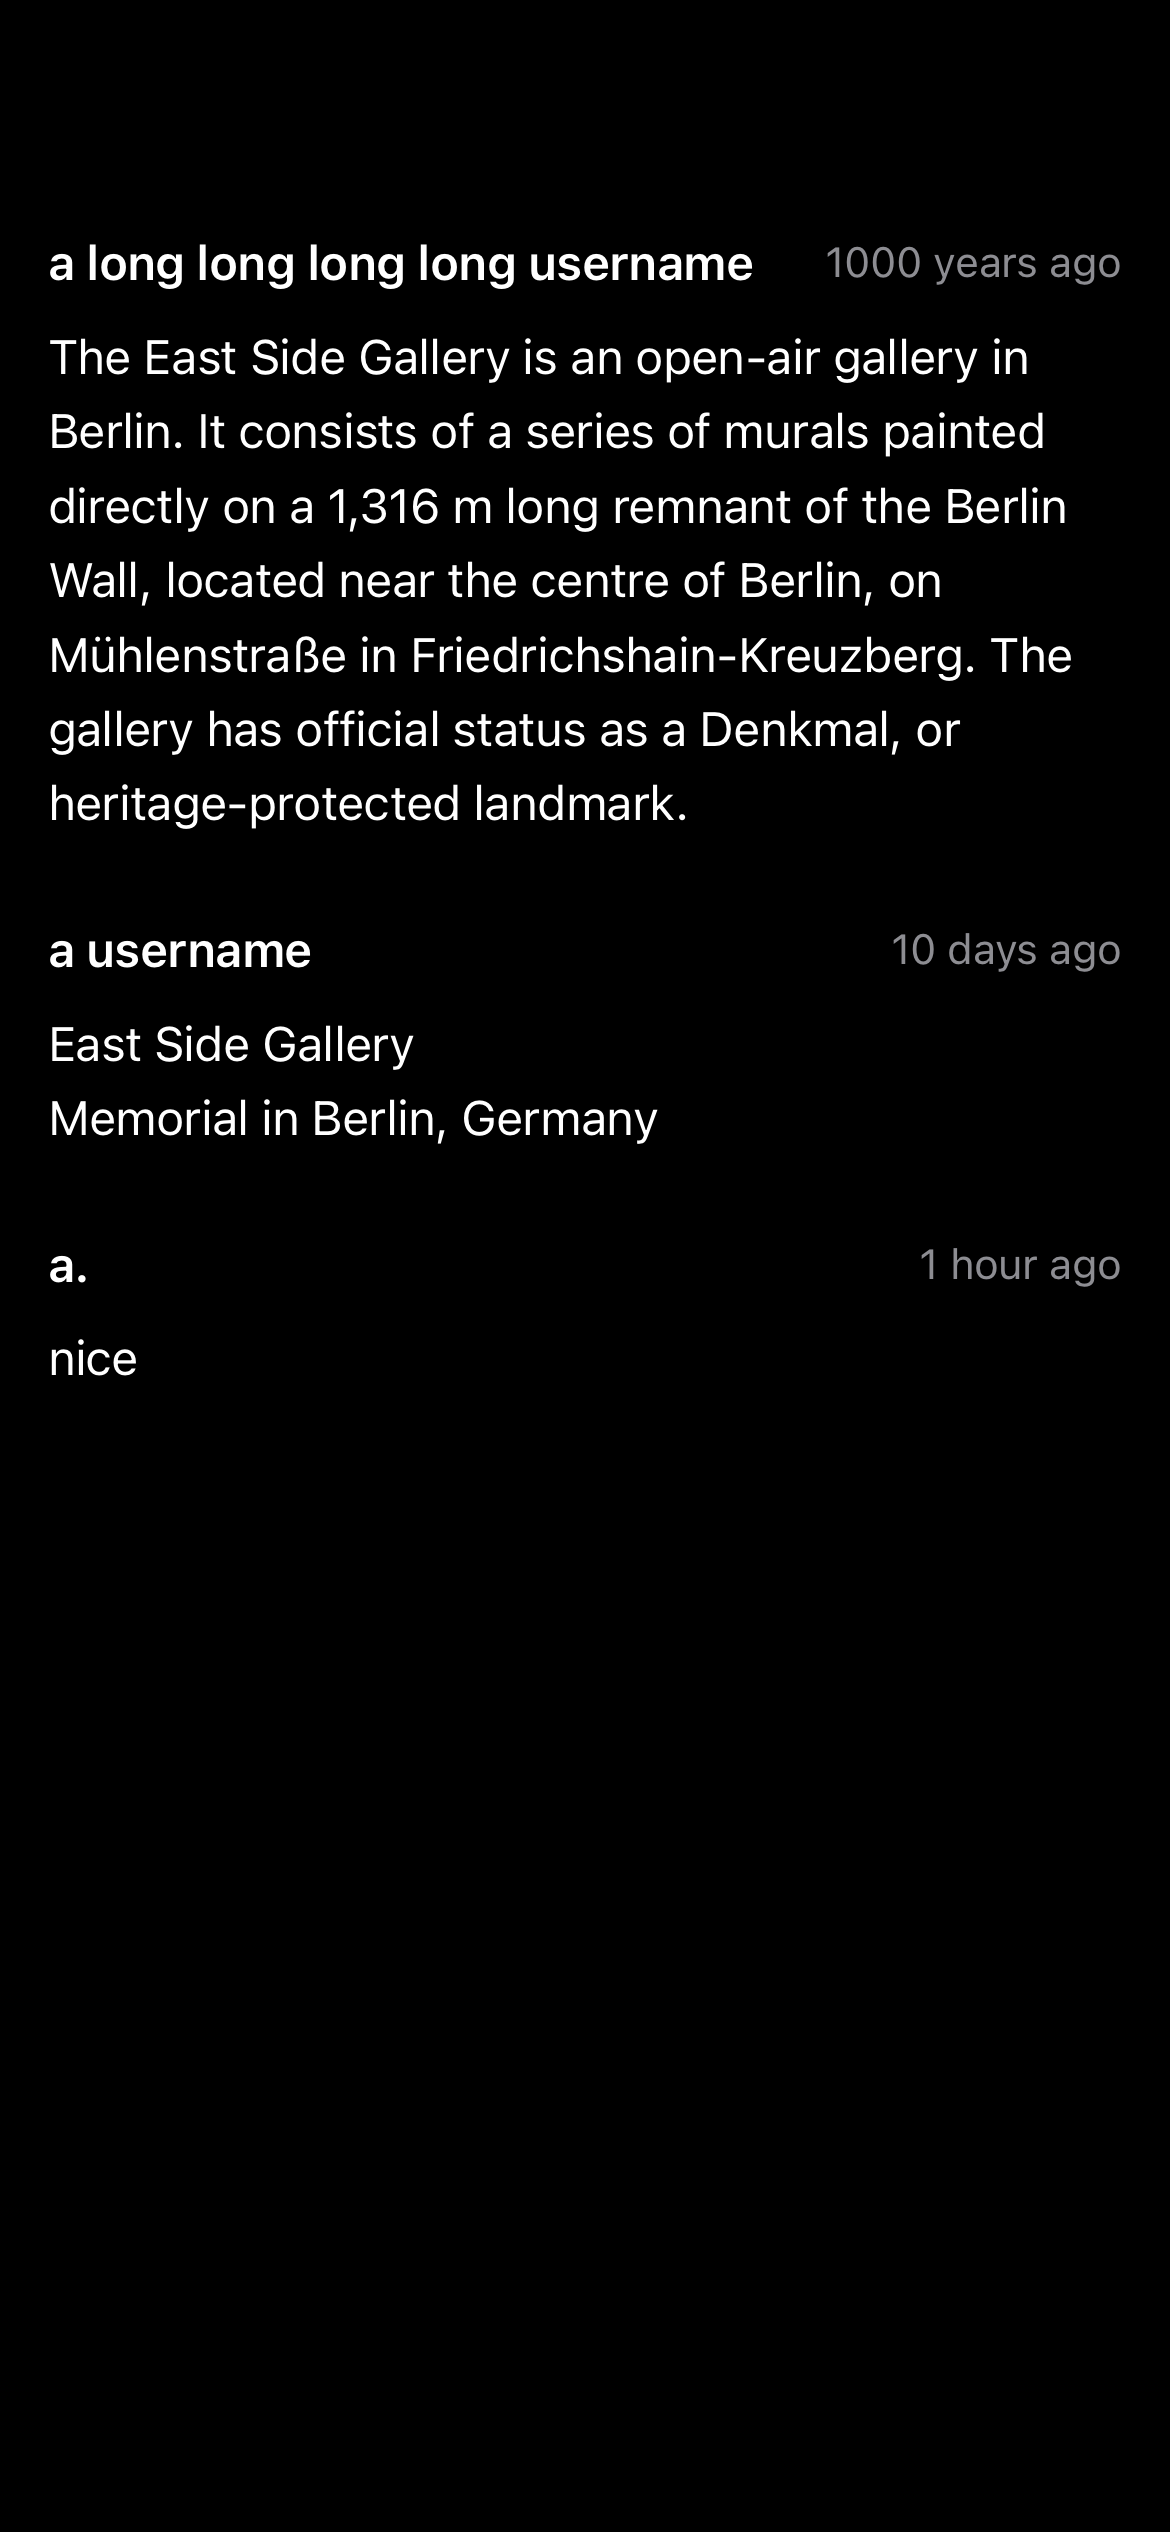 a long long long long username 1000 years ago
The East Side Gallery is an open-air gallery in
Berlin. It consists of a series of murals painted
directly on a 1,316 m long remnant of the Berlin
Wall, located near the centre of Berlin, on
Mühlenstraße in Friedrichshain-Kreuzberg. The
gallery has official status as a Denkmal, or
heritage-protected landmark.
a username 10 days ago
East Side Gallery
Memorial in Berlin, Germany
a. 1 hour ago
nice